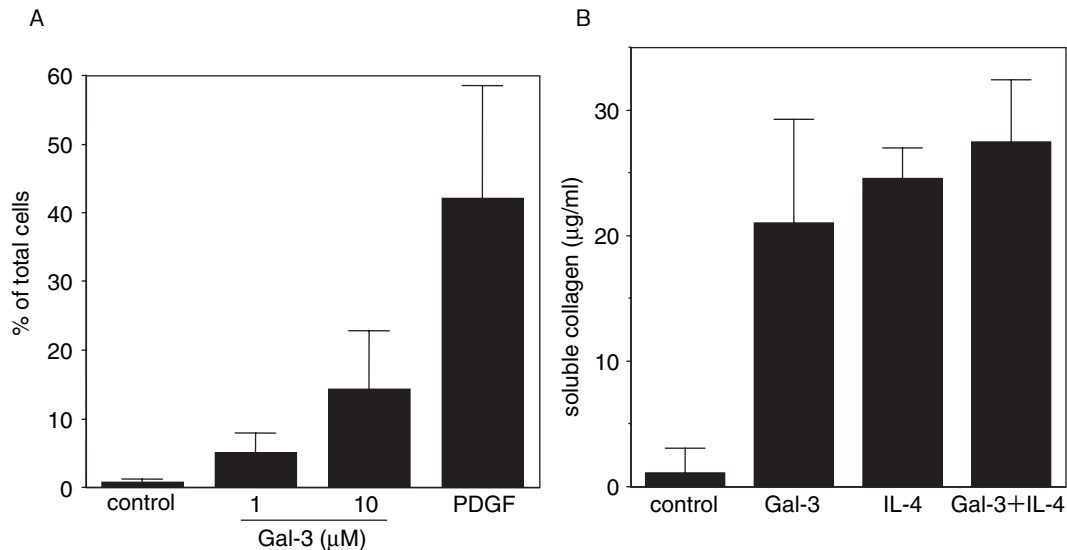 A
% of total cells
60
50
40
30
20
10
0
control
1
10
PDGF
Gal-3 (μM)
B
soluble collagen (μg/ml)
30
20
10
0
control
Gal-3
IL-4
Gal-3+IL-4